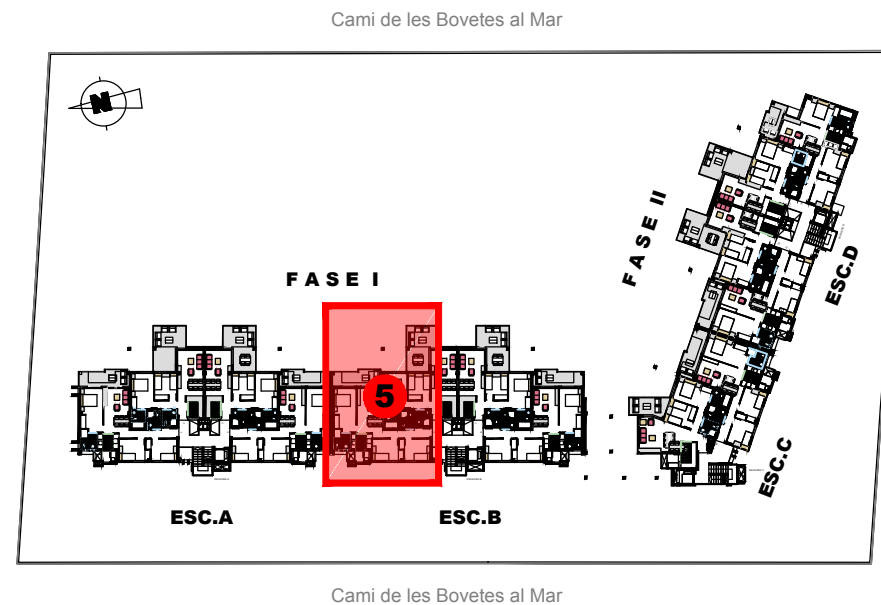 Cami de les Bovetes al Mar
N
FASE II
FASE I
ESC.D
5
ESC.C
ESC.A
ESC.B
Cami de les Bovetes al Mar